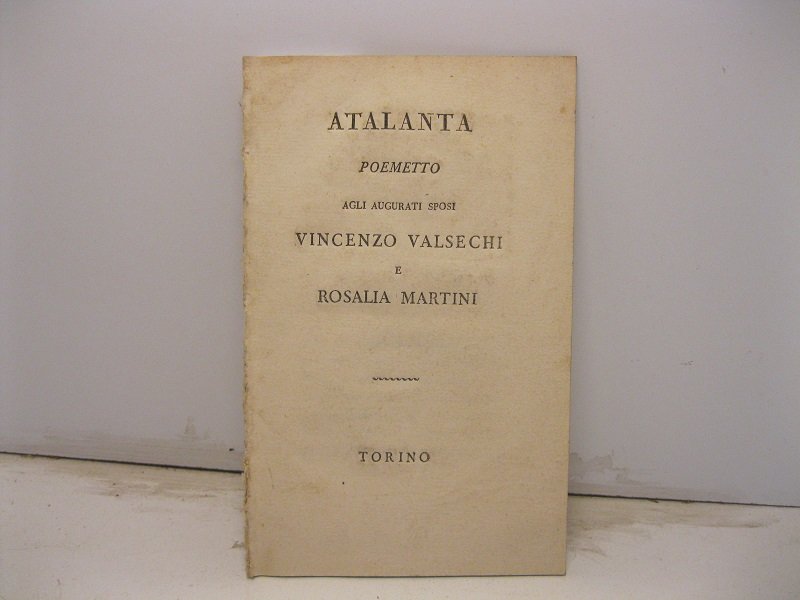 ATALANTA
POEMETTO
AGLI AUGURATI SPOSI
VINCENZO VALSECHI
E
ROSALIA MARTINI
TORINO